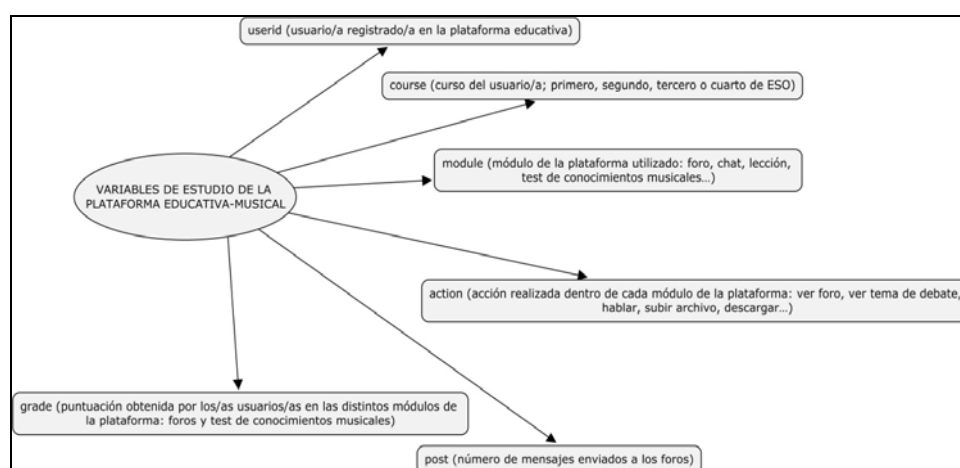 userid (usuario/a registrado/a en la plataforma educativa)
course (curso del usuario/a; primero, segundo, tercero o cuarto de ESO)
module (módulo de la plataforma utilizado: foro, chat, lección,
test de conocimientos musicales...)
VARIABLES DE ESTUDIO DE LA
PLATAFORMA EDUCATIVA-MUSICAL
action (acción realizada dentro de cada módulo de la plataforma: ver foro, ver tema de debate,
hablar, subir archivo, descargar...)
grade (puntuación obtenida por los/as usuarios/as en las distintos módulos de
la plataforma: foros y test de conocimientos musicales)
post (número de mensajes enviados a los foros)